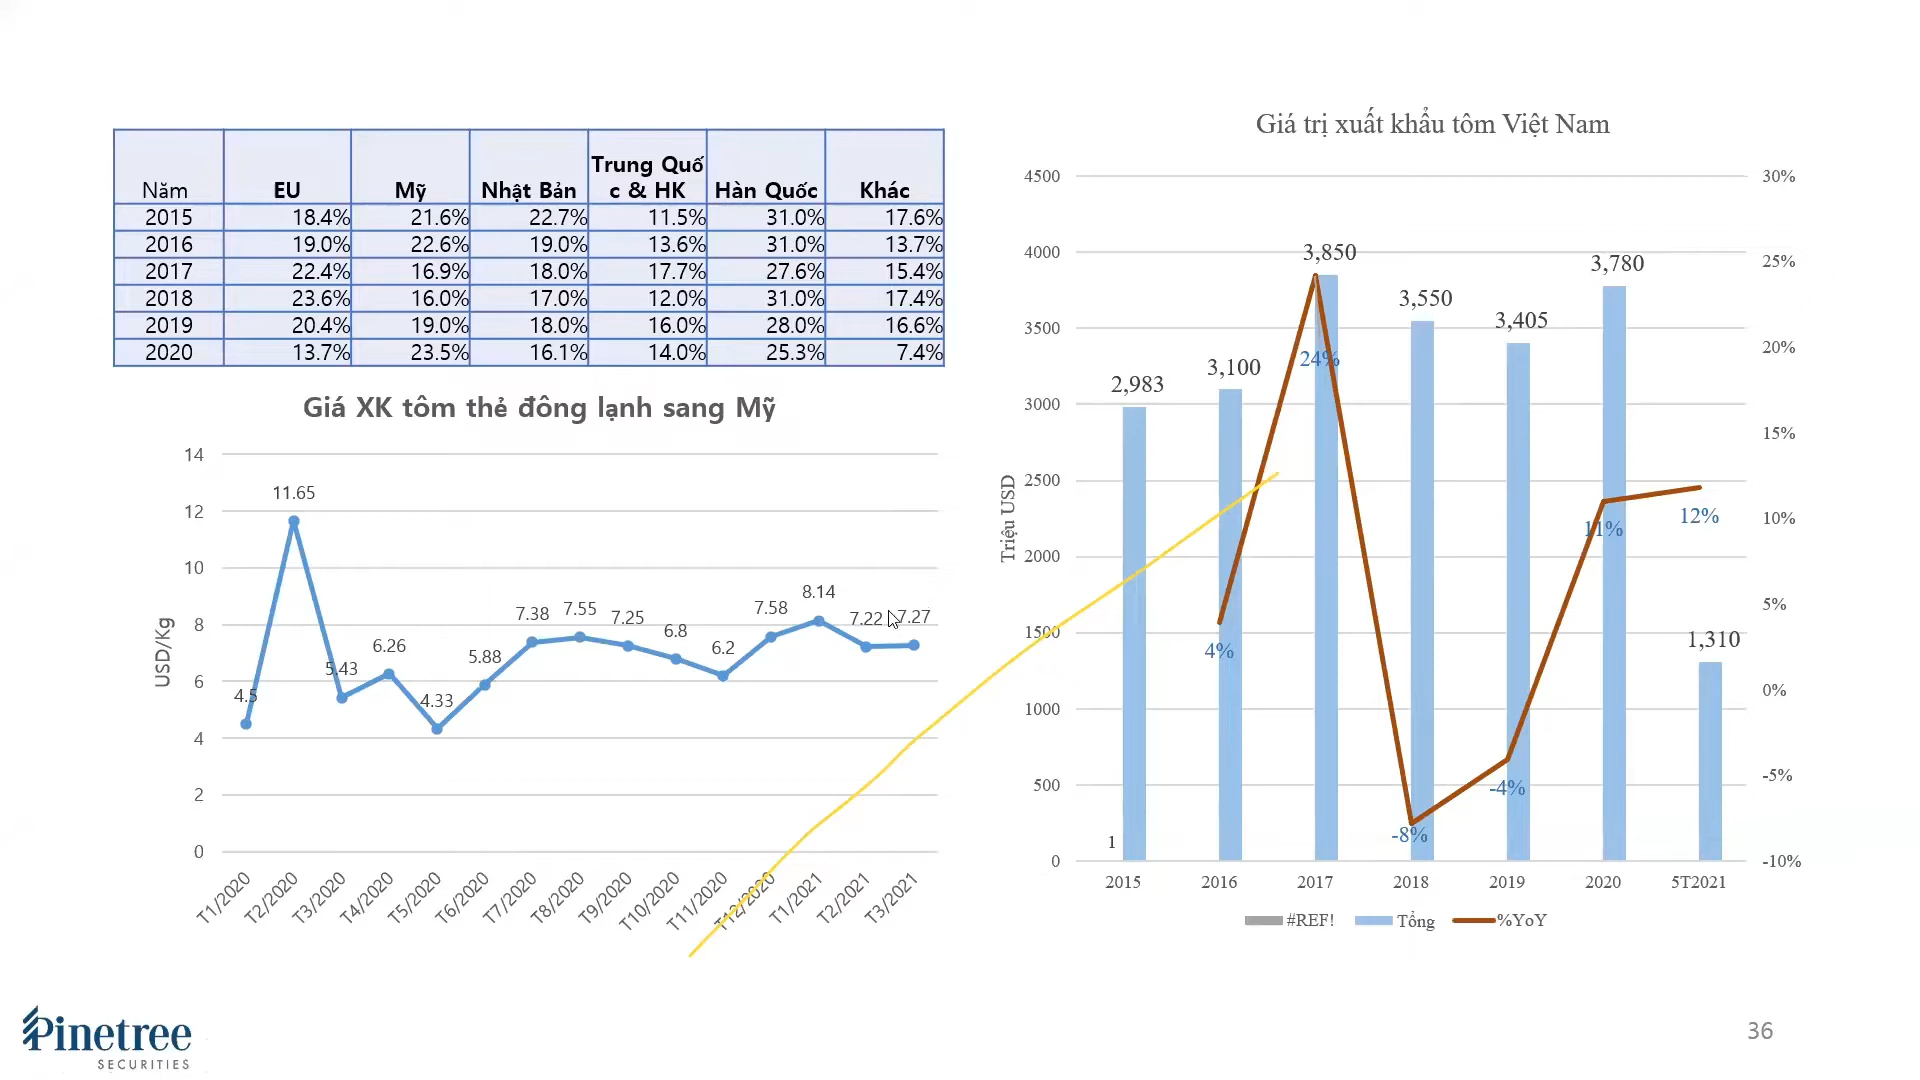 Năm EU Mỹ Nhật Bản Trung Quố c & HK Hàn Quốc Khác
2015 18.4% 21.6% 22.7% 11.5% 31.0% 17.6%
2016 19.0% 22.6% 19.0% 13.6% 31.0% 13.7%
2017 22.4% 16.9% 18.0% 17.7% 27.6% 15.4%
2018 23.6% 16.0% 17.0% 12.0% 31.0% 17.4%
2019 20.4% 19.0% 18.0% 16.0% 28.0% 16.6%
2020 13.7% 23.5% 16.1% 14.0% 25.3% 7.4%
Giá XK tôm thẻ đông lạnh sang Mỹ
USD/Kg
14
12
10
8
6
4
2
0
4.5 11.65 5.43 6.26 4.33 5.88 7.38 7.55 7.25 6.8 6.2 7.58 8.14 7.22 7.27
T1/2020 T2/2020 T3/2020 T4/2020 T5/2020 T6/2020 T7/2020 T8/2020 T9/2020 T10/2020 T11/2020 T12/2020 T1/2021 T2/2021 T3/2021
Giá trị xuất khẩu tôm Việt Nam
Triệu USD
4500
4000
3500
3000
2500
2000
1500
1000
500
0
30%
25%
20%
15%
10%
5%
0%
-5%
-10%
2,983 3,100 3,850 3,550 3,405 3,780 1,310
4% 24% -8% -4% 11% 12%
1
2015 2016 2017 2018 2019 2020 5T2021
#REF! Tổng %YoY
Pinetree
SECURITIES
36